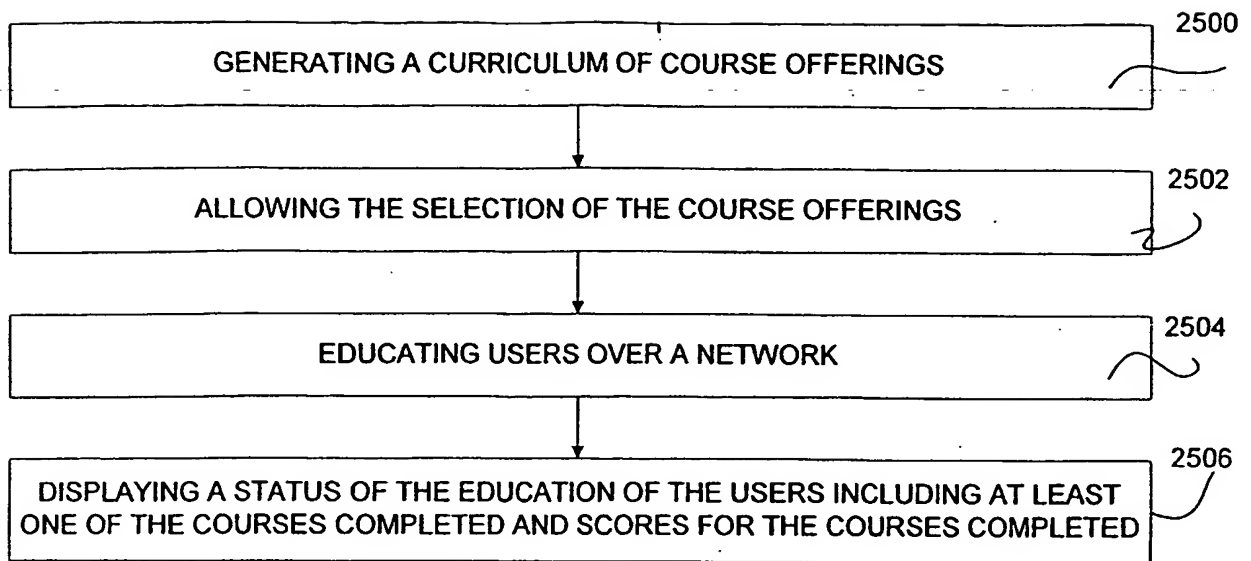 2500
GENERATING A CURRICULUM OF COURSE OFFERINGS
2502
ALLOWING THE SELECTION OF THE COURSE OFFERINGS
2504
EDUCATING USERS OVER A NETWORK
2506
DISPLAYING A STATUS OF THE EDUCATION OF THE USERS INCLUDING AT LEAST
ONE OF THE COURSES COMPLETED AND SCORES FOR THE COURSES COMPLETED